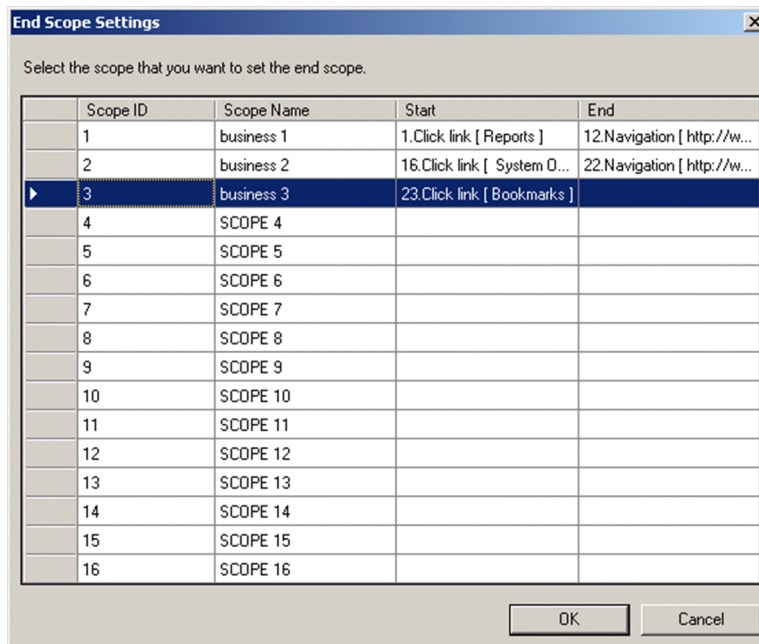 End Scope Settings
Select the scope that you want to set the end scope.
Scope ID Scope Name Start End
1 business 1 1.Click link [ Reports ] 12.Navigation [ http://w...
2 business 2 16.Click link [ System O... 22.Navigation [ http://w...
3 business 3 23.Click link [ Bookmarks ]
4 SCOPE 4
5 SCOPE 5
6 SCOPE 6
7 SCOPE 7
8 SCOPE 8
9 SCOPE 9
10 SCOPE 10
11 SCOPE 11
12 SCOPE 12
13 SCOPE 13
14 SCOPE 14
15 SCOPE 15
16 SCOPE 16
OK Cancel